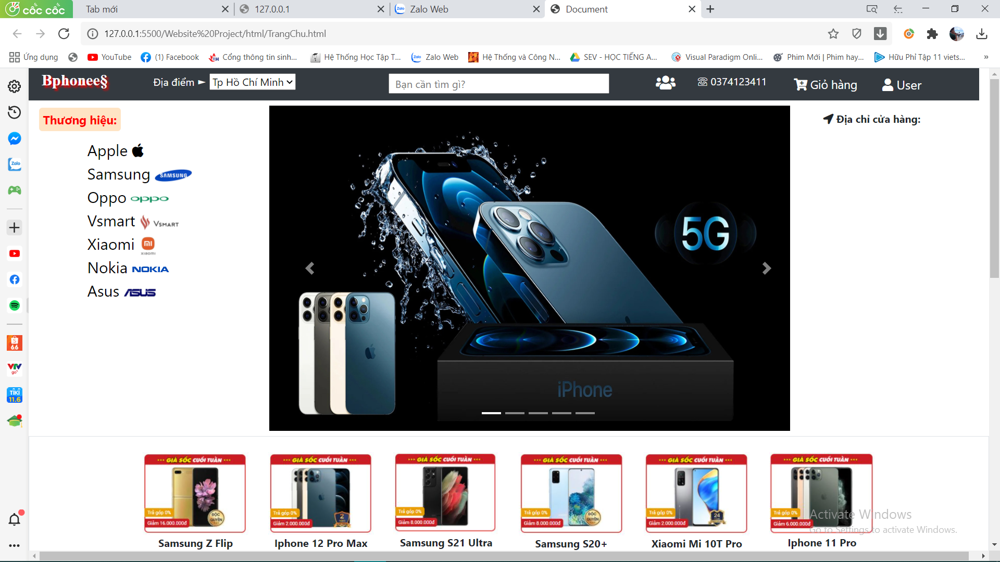 cốc cốc
Tab mới
127.0.0.1
Zalo Web
Document
127.0.0.1:5500/Website%20Project/html/TrangChu.html
Ứng dụng
YouTube
(1) Facebook
Cổng thông tin sinh...
Hệ Thống Học Tập T...
Zalo Web
Hệ Thống và Công N...
SEV - HỌC TIẾNG A...
Visual Paradigm Onli...
Phim Mới | Phim hay...
Hữu Phỉ Tập 11 viets...
Bphonee§
Địa điểm ►
Tp Hồ Chí Minh
Bạn cần tìm gì?
☏ 0374123411
Giỏ hàng
User
Thương hiệu:
Địa chỉ cửa hàng:
Apple
Samsung SAMSUNG
Oppo oppo
Vsmart VSMART
Xiaomi mi xiaomi
Nokia NOKIA
Asus ASUS
5G
iPhone
Zalo
66
VTV go
TIKI
11.6
GIÁ SỐC CUỐI TUẦN
Trả góp 0%
ĐỘC QUYỀN
Giảm 16.000.000đ
Samsung Z Flip
GIÁ SỐC CUỐI TUẦN
Trả góp 0%
2 NĂM
Giảm 2.000.000đ
Iphone 12 Pro Max
GIÁ SỐC CUỐI TUẦN
Trả góp 0%
Giảm 8.000.000đ
Samsung S21 Ultra
GIÁ SỐC CUỐI TUẦN
Trả góp 0%
ĐỘC QUYỀN
Giảm 8.000.000đ
Samsung S20+
GIÁ SỐC CUỐI TUẦN
Trả góp 0%
24
Giảm 2.000.000đ
Xiaomi Mi 10T Pro
GIÁ SỐC CUỐI TUẦN
Trả góp 0%
Giảm 6.000.000đ
Iphone 11 Pro
Activate Windows
Go to Settings to activate Windows.